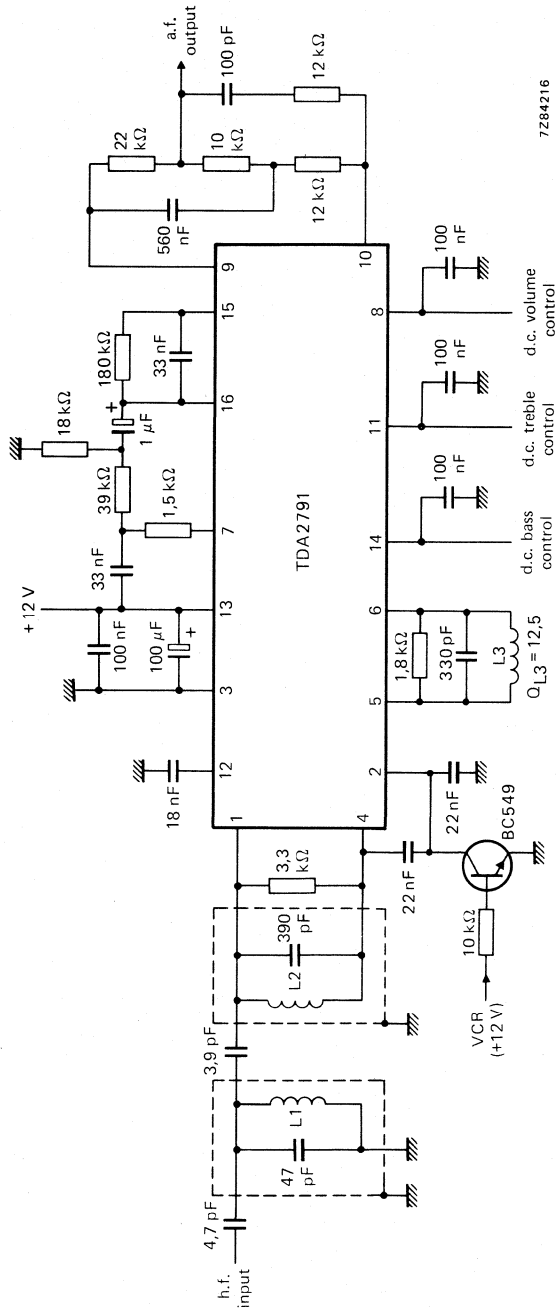 h.f.
input
4,7 pF
47
pF
L1
3,9 pF
L2
390
pF
3,3
kΩ
1
4
22 nF
VCR
(+12 V)
10 kΩ
BC549
22 nF
2
18 nF
12
3
13
+12 V
100 nF
100 µF
+
33 nF
7
1,5 kΩ
39 kΩ
18 kΩ
1 µF
+
16
180 kΩ
33 nF
15
9
560
nF
22
kΩ
10
kΩ
12 kΩ
a.f.
output
100 pF
12 kΩ
10
TDA2791
5
6
1,8 kΩ
330 pF
L3
QL3 = 12,5
14
100
nF
d.c. bass
control
11
100
nF
d.c. treble
control
8
100
nF
d.c. volume
control
7Z84216